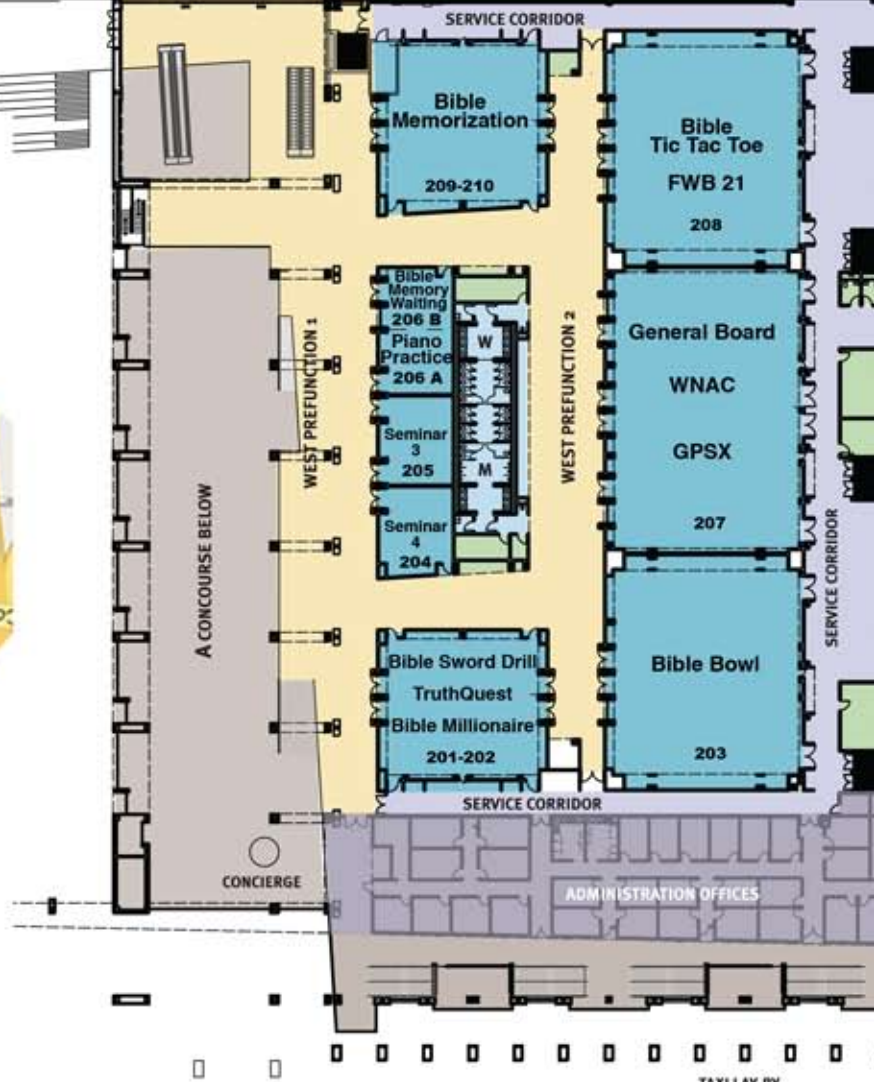 SERVICE CORRIDOR
Bible
Memorization
209-210
Bible
Tic Tac Toe
FWB 21
208
Bible
Memory
Waiting
206 B
Piano
Practice
206 A
W
WEST PREFUNCTION 1
WEST PREFUNCTION 2
General Board
WNAC
GPSX
207
Seminar
3
205
M
Seminar
4
204
A CONCOURSE BELOW
SERVICE CORRIDOR
Bible Sword Drill
TruthQuest
Bible Millionaire
201-202
Bible Bowl
203
SERVICE CORRIDOR
CONCIERGE
ADMINISTRATION OFFICES